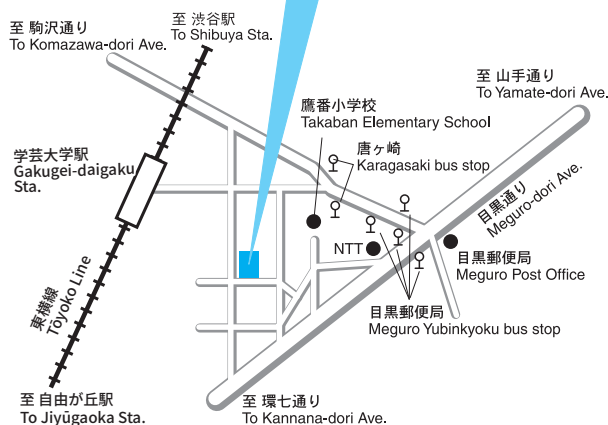 至 駒沢通り
To Komazawa-dori Ave.
至 渋谷駅
To Shibuya Sta.
至 山手通り
To Yamate-dori Ave.
鷹番小学校
Takaban Elementary School
唐ヶ崎
Karagasaki bus stop
学芸大学駅
Gakugei-daigaku
Sta.
目黒通り
Meguro-dori Ave.
NTT
目黒郵便局
Meguro Post Office
目黒郵便局
Meguro Yubinkyoku bus stop
東横線
Tōyoko Line
至 自由が丘駅
To Jiyūgaoka Sta.
至 環七通り
To Kannana-dori Ave.